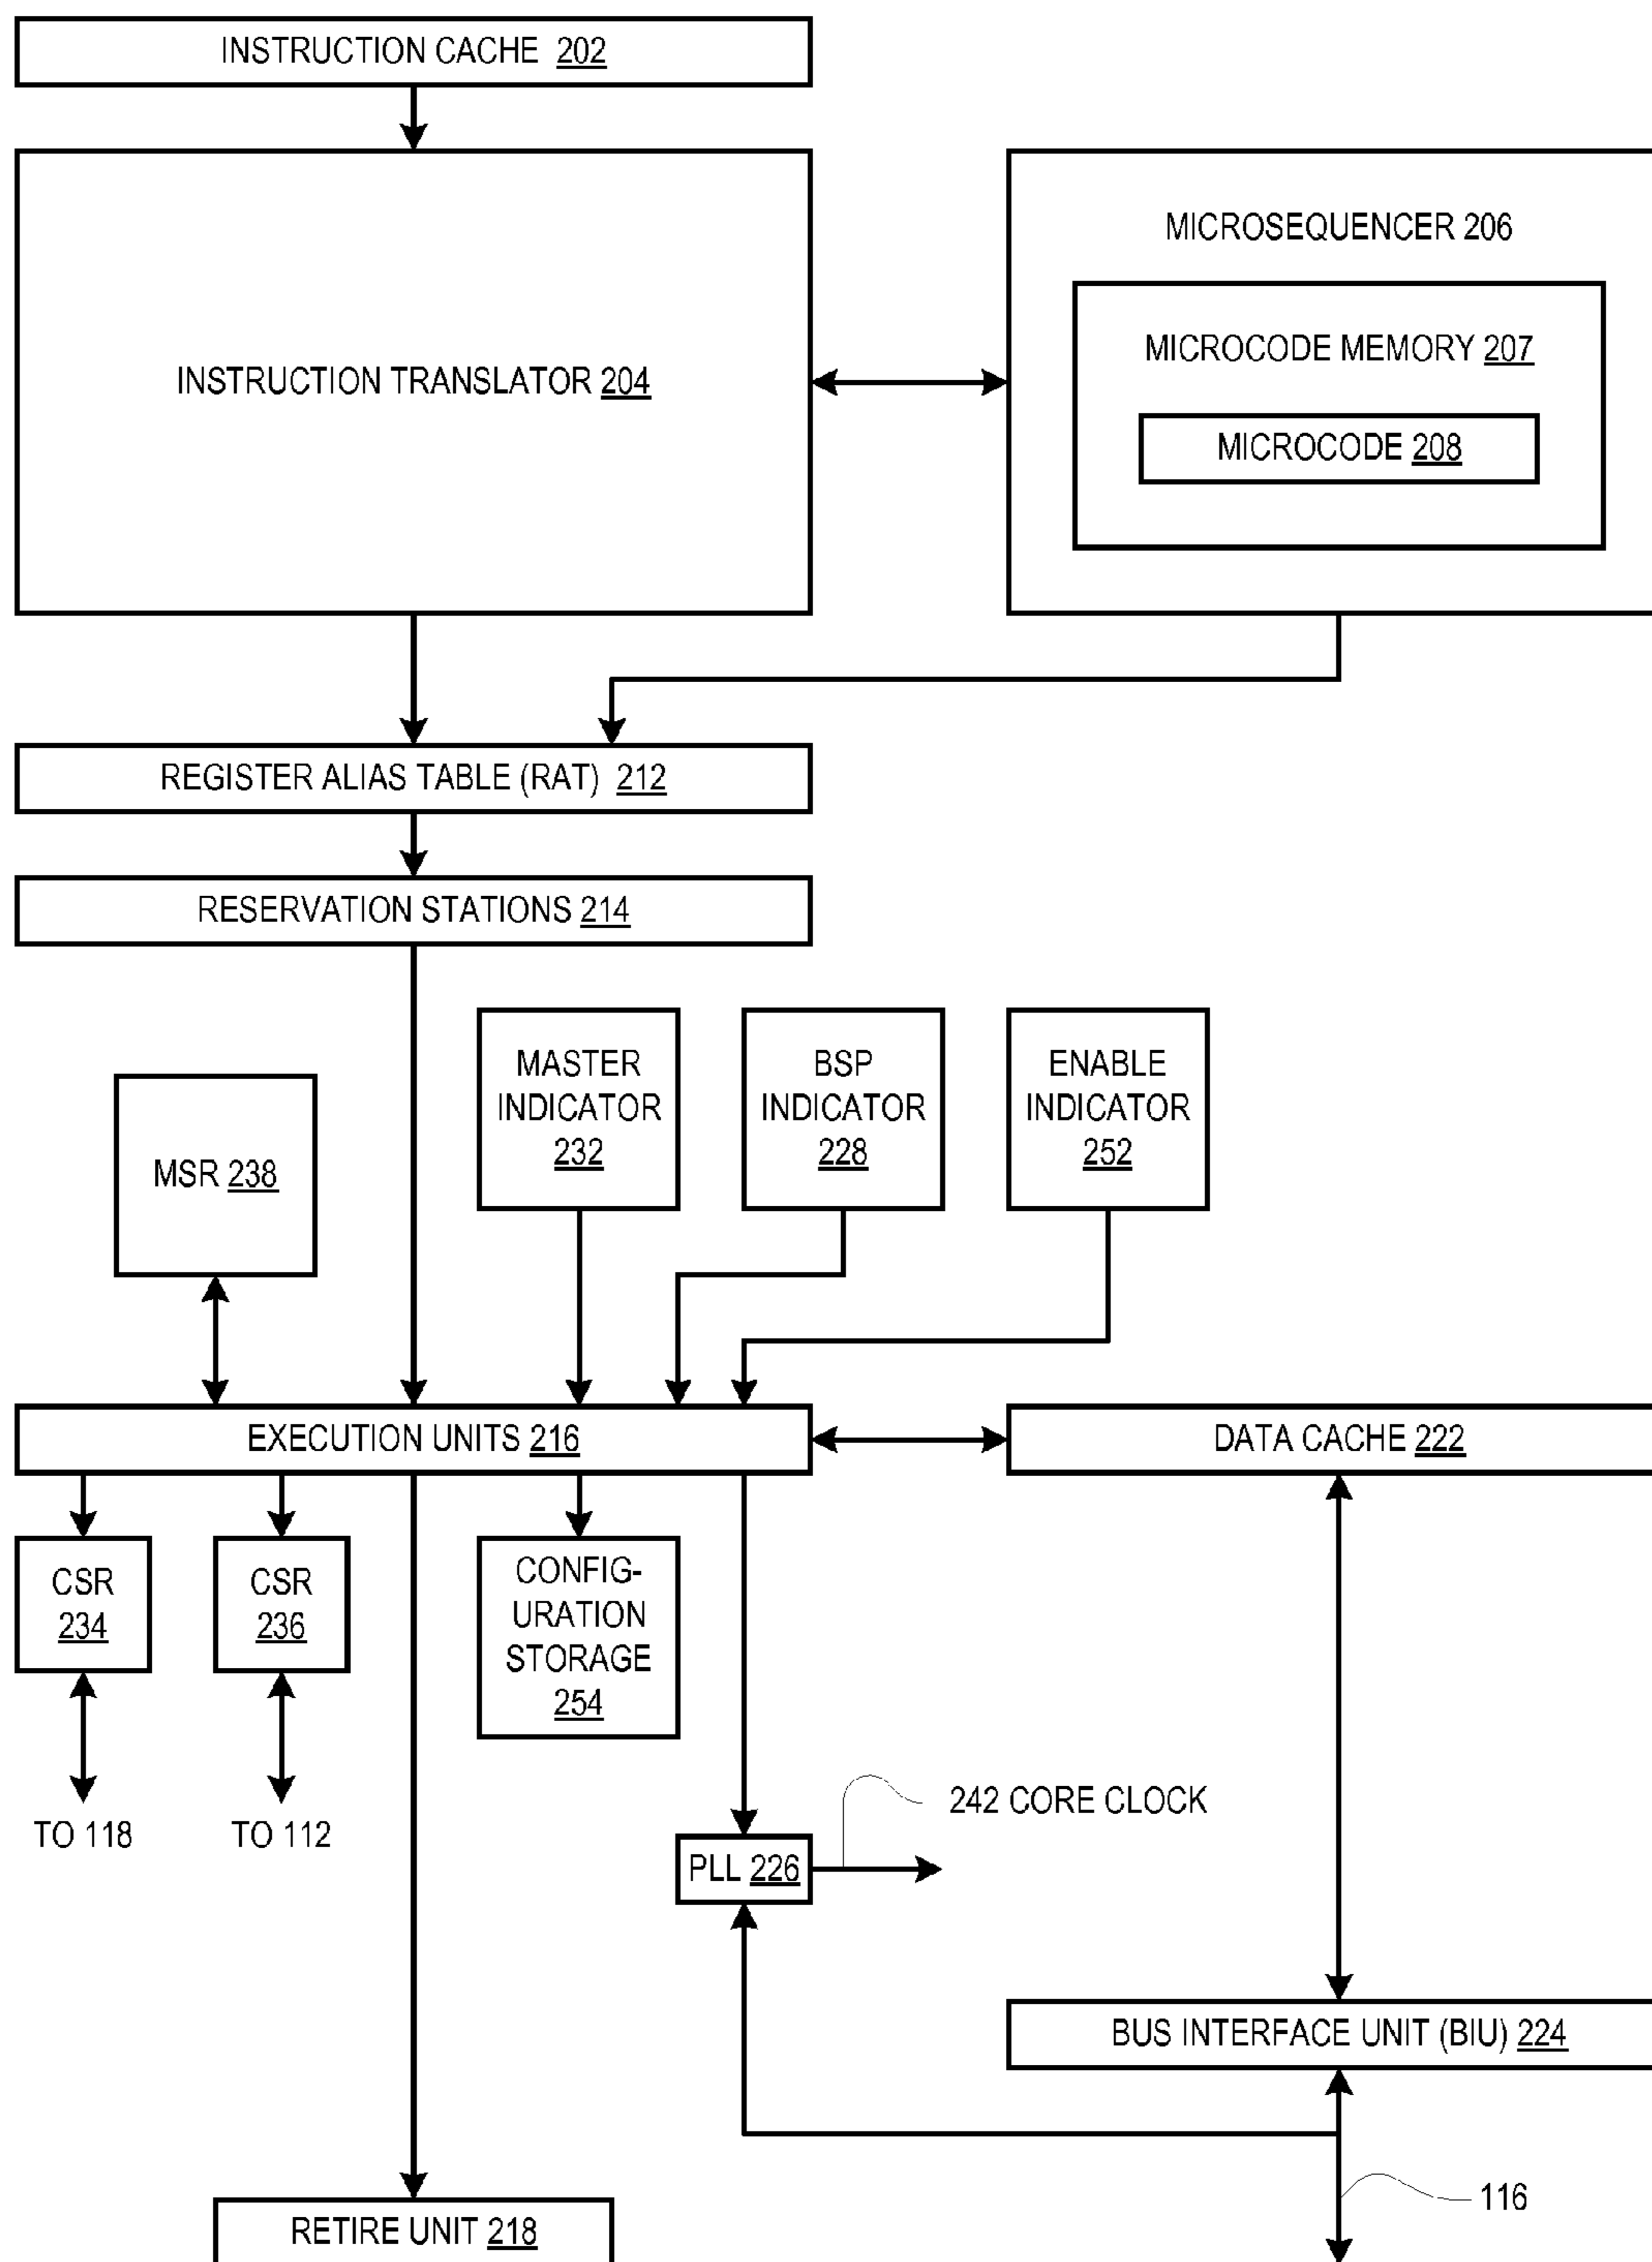 INSTRUCTION CACHE 202
MICROSEQUENCER 206
MICROCODE MEMORY 207
INSTRUCTION TRANSLATOR 204
MICROCODE 208
REGISTER ALIAS TABLE (RAT) 212
RESERVATION STATIONS 214
MSR 238
MASTER
INDICATOR
232
BSP
INDICATOR
228
ENABLE
INDICATOR
252
EXECUTION UNITS 216
DATA CACHE 222
CSR
234
CSR
236
CONFIG-
URATION
STORAGE
254
TO 118
TO 112
242 CORE CLOCK
PLL 226
BUS INTERFACE UNIT (BIU) 224
116
RETIRE UNIT 218